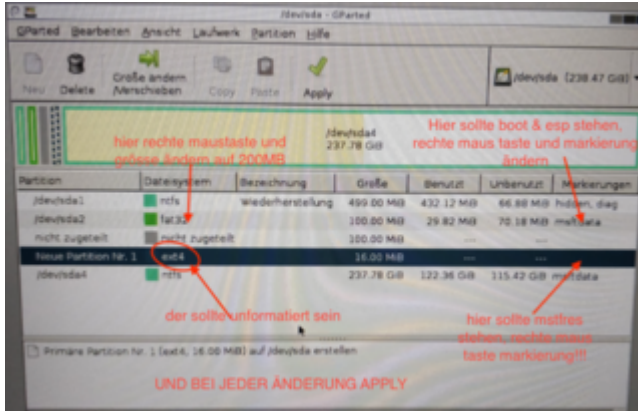 /dev/sda - GParted
GParted Bearbeiten Ansicht Laufwerk Partition Hilfe
Neu Delete Größe ändern /Verschieben Copy Paste Apply
/dev/sda (238.47 GiB)
/dev/sda4
237.78 GiB
hier rechte maustaste und
grösse ändern auf 200MB
Hier sollte boot & esp stehen,
rechte maus taste und markierung
ändern
Partition Dateisystem Bezeichnung Größe Benutzt Unbenutzt Markierungen
/dev/sda1 ntfs Wiederherstellung 499.00 MiB 432.12 MiB 66.88 MiB hidden, diag
/dev/sda2 fat32 100.00 MiB 29.82 MiB 70.18 MiB msftdata
nicht zugeteilt nicht zugeteilt 100.00 MiB --- ---
Neue Partition Nr. 1 ext4 16.00 MiB --- ---
/dev/sda4 ntfs 237.78 GiB 122.36 GiB 115.42 GiB msftdata
der sollte unformatiert sein
hier sollte mstfres
stehen, rechte maus
taste markierung!!!
Primäre Partition Nr. 1 (ext4, 16.00 MiB) auf /dev/sda erstellen
UND BEI JEDER ÄNDERUNG APPLY